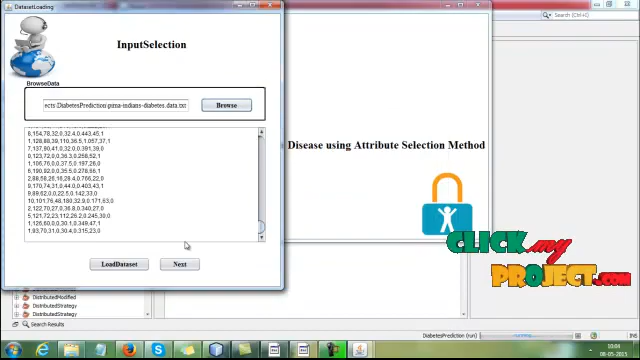 DatasetLoading
Search (Ctrl+I)
InputSelection
BrowseData
ects\DiabetesPrediction\pima-indians-diabetes.data.txt
Browse
8,154,78,32,0,32.4,0.443,45,1
1,128,88,39,110,36.5,1.057,37,1
7,137,90,41,0,32.0,0.391,39,0
0,123,72,0,0,36.3,0.258,52,1
1,106,76,0,0,37.5,0.197,26,0
6,190,92,0,0,35.5,0.278,66,1
2,88,58,26,16,28.4,0.766,22,0
9,170,74,31,0,44.0,0.403,43,1
9,89,62,0,0,22.5,0.142,33,0
10,101,76,48,180,32.9,0.171,63,0
2,122,70,27,0,36.8,0.340,27,0
5,121,72,23,112,26.2,0.245,30,0
1,126,60,0,0,30.1,0.349,47,1
1,93,70,31,0,30.4,0.315,23,0
Disease using Attribute Selection Method
CLICK my
PROJECT.com
LoadDataset
Next
DistributedModified
DistributedStrategy
DistributedStrategy
Search Results
DiabetesPrediction (run)
running...
INS
10:04
08-05-2015